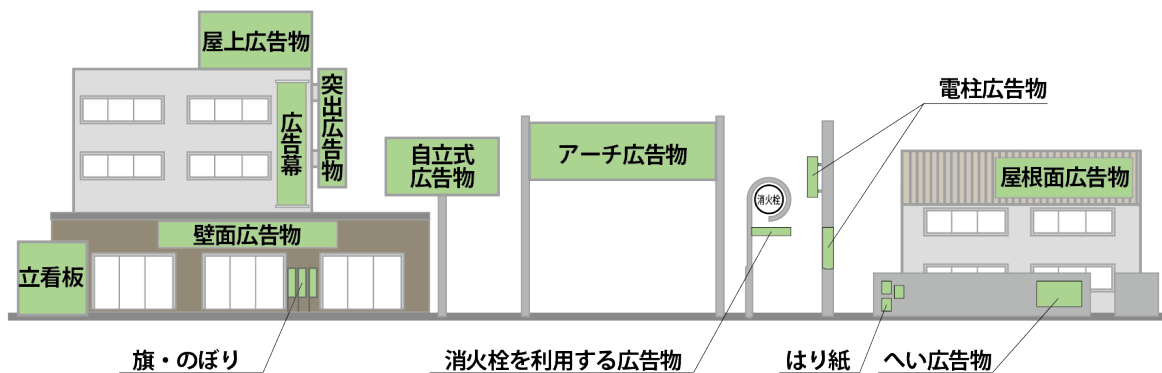 屋上広告物
突出広告物
広告幕
電柱広告物
自立式
広告物
アーチ広告物
屋根面広告物
消火栓
壁面広告物
立看板
旗・のぼり
消火栓を利用する広告物
はり紙
へい広告物